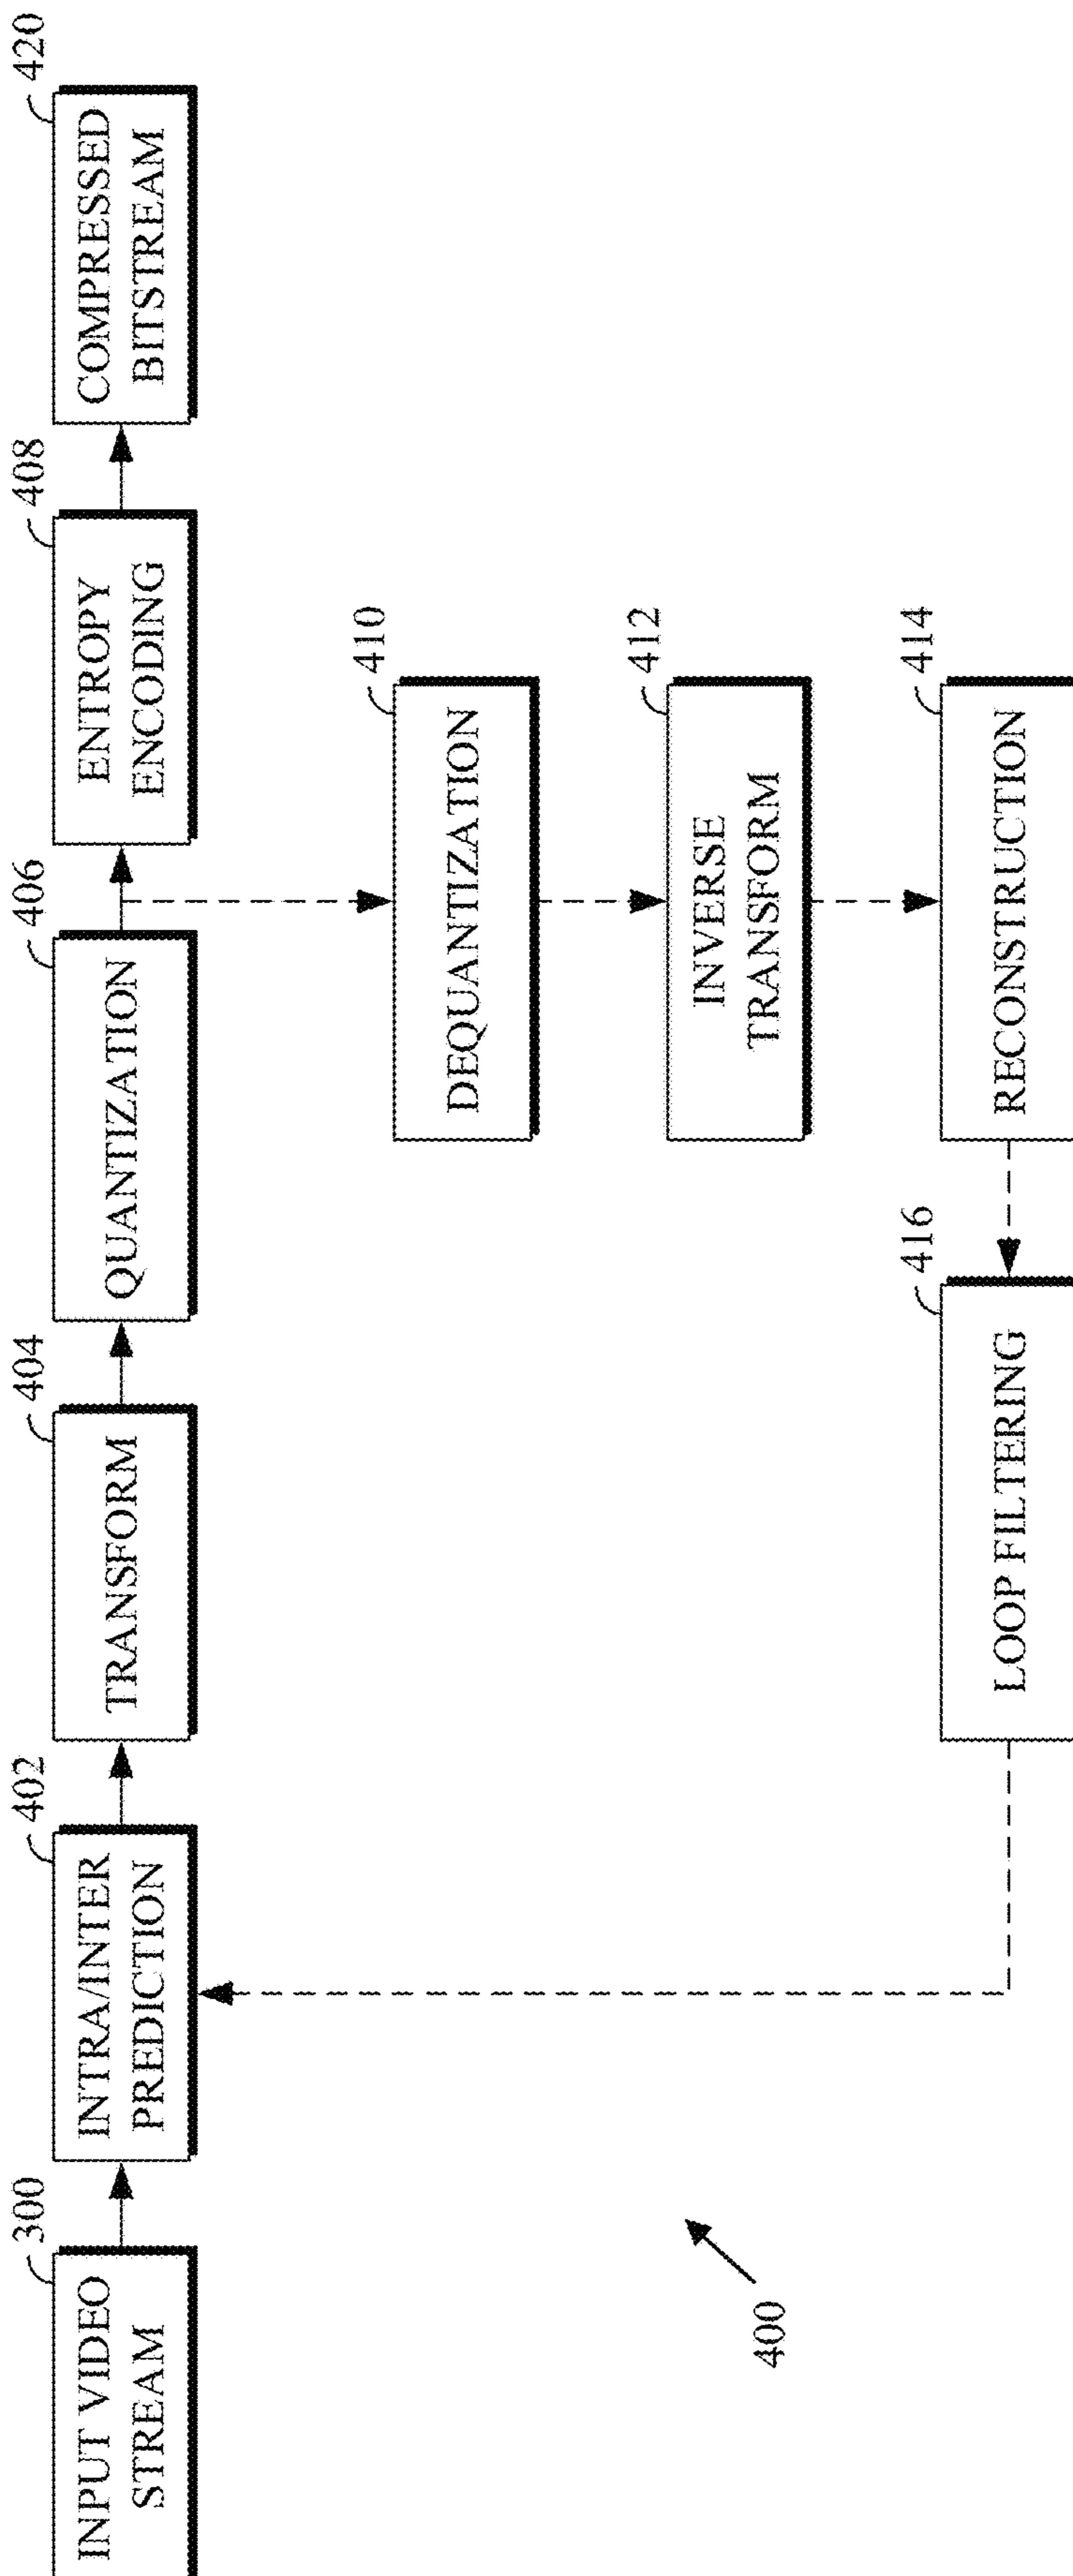 300
INPUT VIDEO
STREAM
402
INTRA/INTER
PREDICTION
404
TRANSFORM
406
QUANTIZATION
408
ENTROPY
ENCODING
420
COMPRESSED
BITSTREAM
410
DEQUANTIZATION
412
INVERSE
TRANSFORM
414
RECONSTRUCTION
416
LOOP FILTERING
400